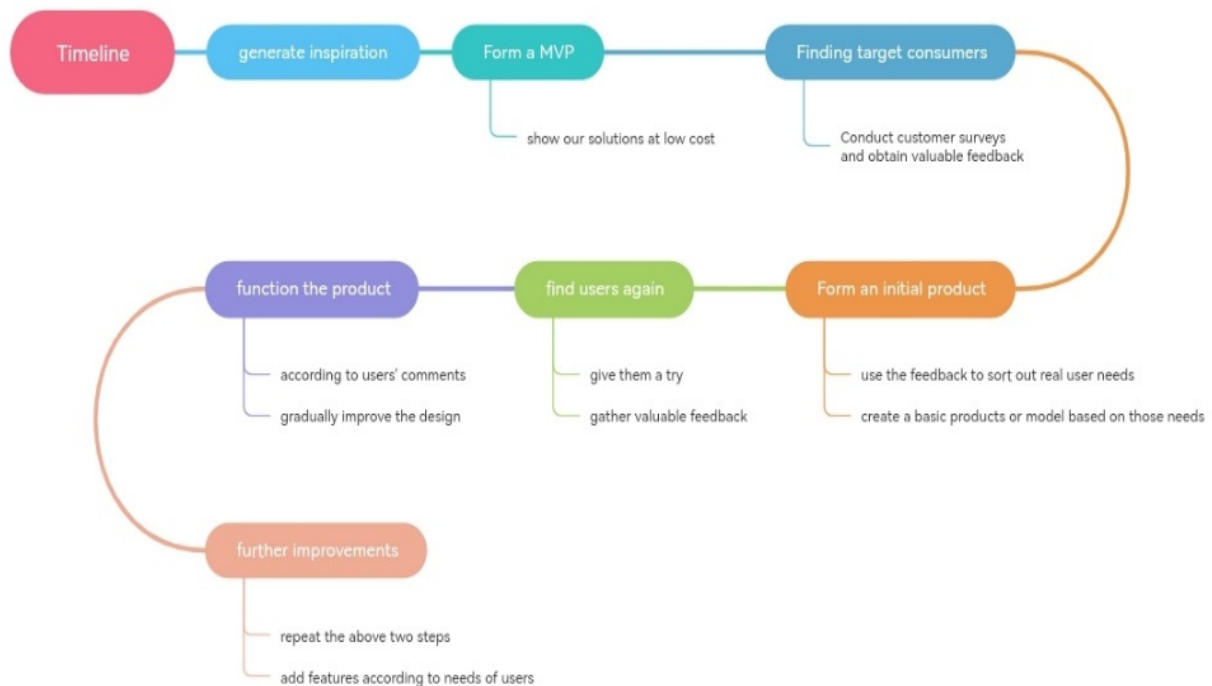 Timeline
generate inspiration
Form a MVP
show our solutions at low cost
Finding target consumers
Conduct customer surveys
and obtain valuable feedback
Form an initial product
use the feedback to sort out real user needs
create a basic products or model based on those needs
find users again
give them a try
gather valuable feedback
function the product
according to users' comments
gradually improve the design
further improvements
repeat the above two steps
add features according to needs of users